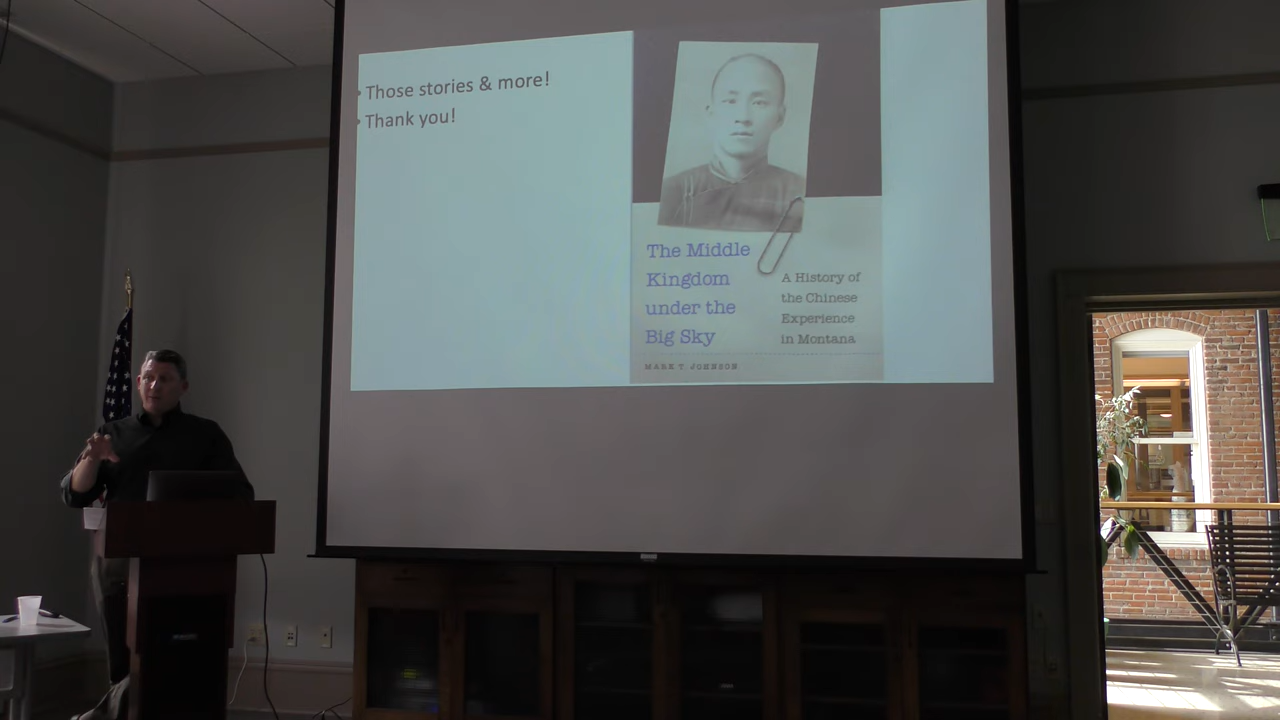 • Those stories & more!
• Thank you!
The Middle
Kingdom
under the
Big Sky
A History of
the Chinese
Experience
in Montana
MARK T JOHNSON